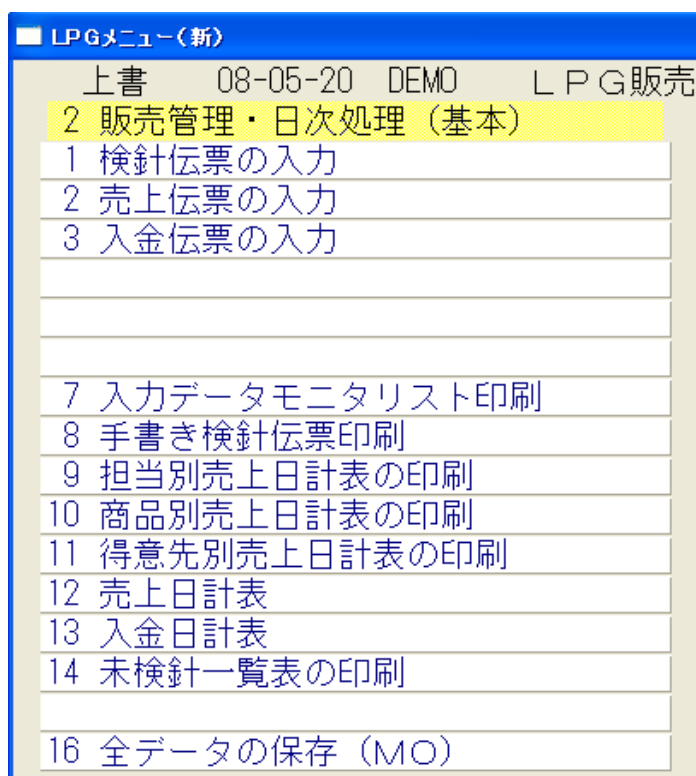 LPGメニュー(新)
上書 08-05-20 DEMO LPG販売
2 販売管理・日次処理(基本)
1 検針伝票の入力
2 売上伝票の入力
3 入金伝票の入力
7 入力データモニタリスト印刷
8 手書き検針伝票印刷
9 担当別売上日計表の印刷
10 商品別売上日計表の印刷
11 得意先別売上日計表の印刷
12 売上日計表
13 入金日計表
14 未検針一覧表の印刷
16 全データの保存(MO)